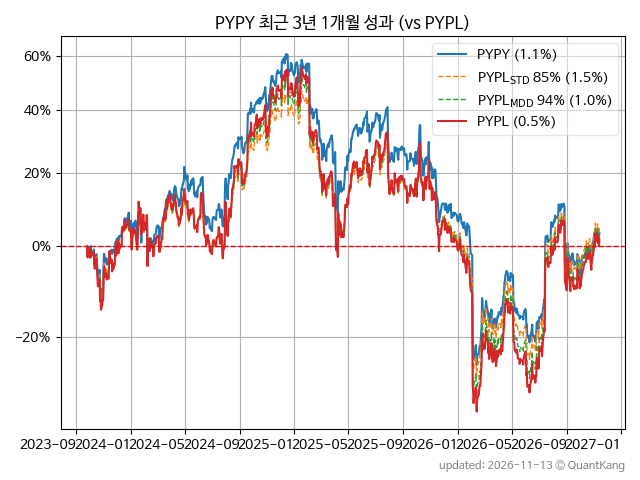 PYPY 최근 3년 1개월 성과 (vs PYPL)
PYPY (1.1%)
PYPL_STD 85% (1.5%)
PYPL_MDD 94% (1.0%)
PYPL (0.5%)
60%
40%
20%
0%
−20%
2023-09 2024-01 2024-05 2024-09 2025-01 2025-05 2025-09 2026-01 2026-05 2026-09 2027-01
updated: 2026-11-13 © QuantKang